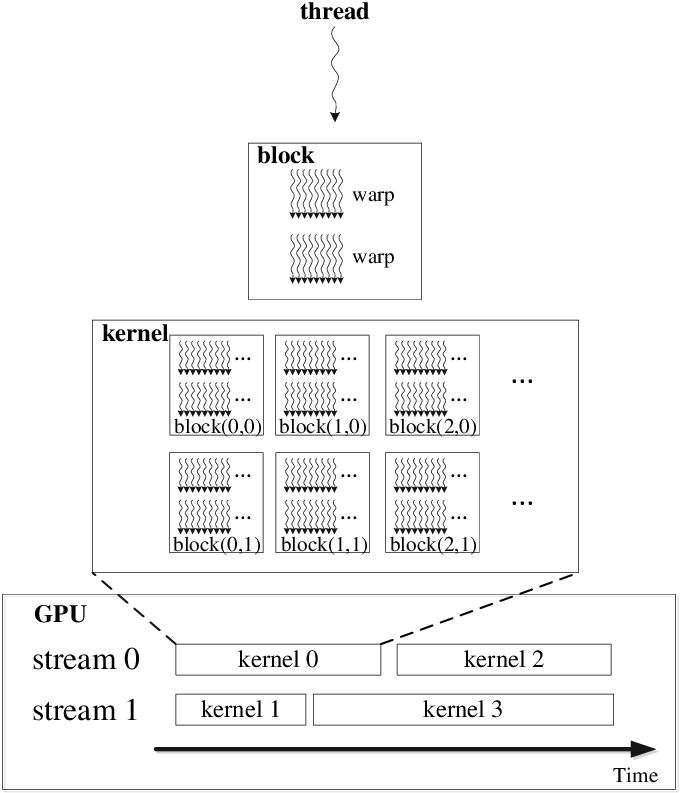 thread
block
warp
warp
kernel
... ... ... ...
... ... ...
block(0,0) block(1,0) block(2,0)
... ... ...
... ... ... ...
block(0,1) block(1,1) block(2,1)
GPU
stream 0 kernel 0 kernel 2
stream 1 kernel 1 kernel 3
Time